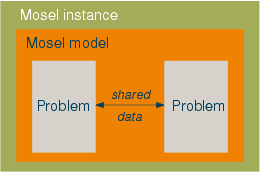 Mosel instance
Mosel model
Problem
shared
data
Problem